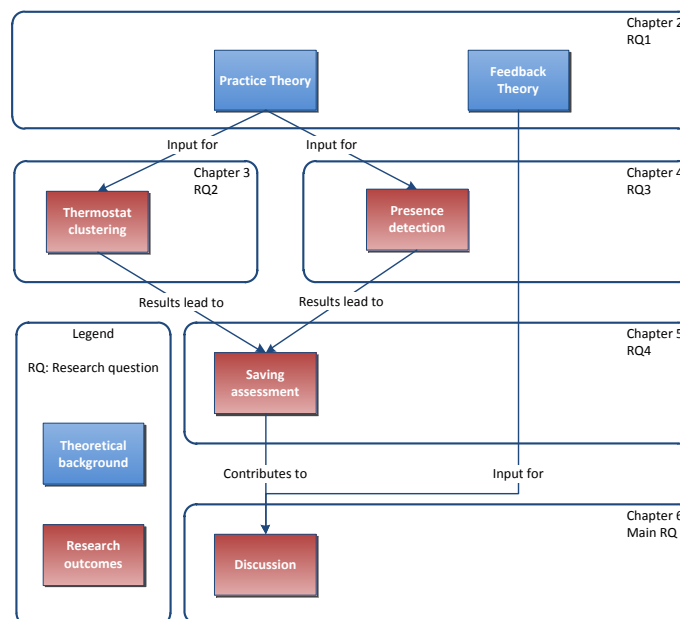 Chapter 2
RQ1
Practice Theory
Feedback
Theory
Input for
Input for
Chapter 3
RQ2
Chapter 4
RQ3
Thermostat
clustering
Presence
detection
Results lead to
Results lead to
Legend
RQ: Research question
Chapter 5
RQ4
Saving
assessment
Theoretical
background
Contributes to
Input for
Chapter 6
Main RQ
Research
outcomes
Discussion